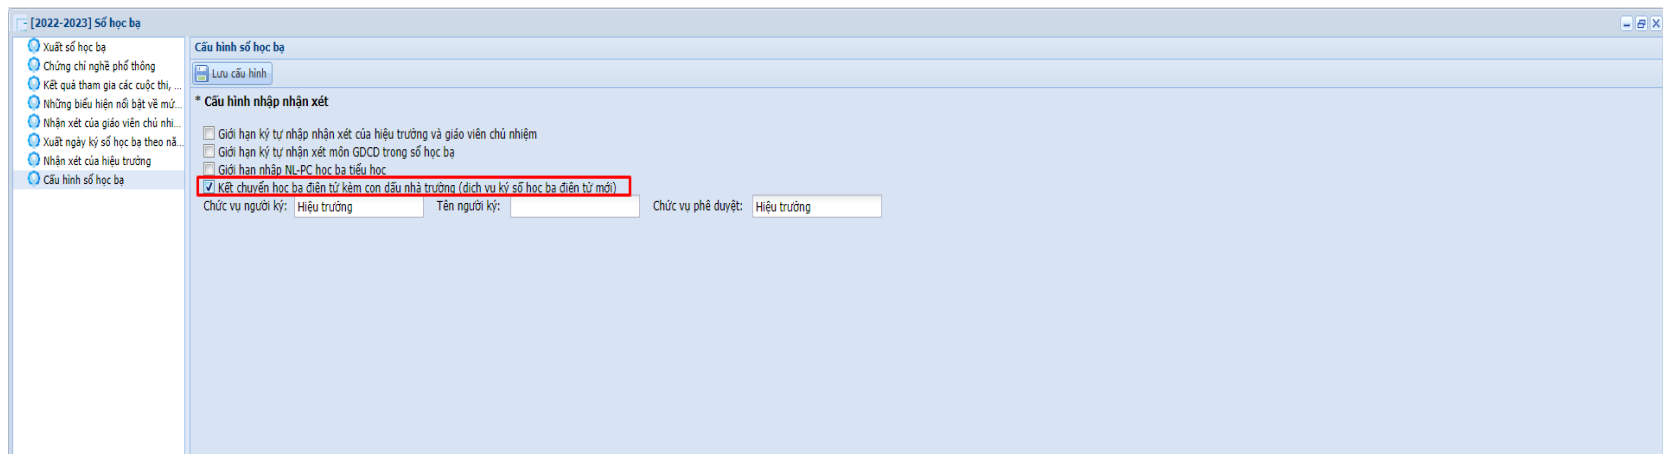 [2022-2023] Sổ học bạ
Xuất sổ học bạ
Chứng chỉ nghề phổ thông
Kết quả tham gia các cuộc thi, ...
Những biểu hiện nổi bật về mứ...
Nhận xét của giáo viên chủ nhi...
Xuất ngày ký sổ học bạ theo nă...
Nhận xét của hiệu trưởng
Cấu hình sổ học bạ
Cấu hình sổ học bạ
Lưu cấu hình
* Cấu hình nhập nhận xét
Giới hạn ký tự nhập nhận xét của hiệu trưởng và giáo viên chủ nhiệm
Giới hạn ký tự nhận xét môn GDCD trong sổ học bạ
Giới hạn nhập NL-PC học bạ tiểu học
Kết chuyển học bạ điện tử kèm con dấu nhà trường (dịch vụ ký số học bạ điện tử mới)
Chức vụ người ký: Hiệu trưởng Tên người ký: Chức vụ phê duyệt: Hiệu trưởng